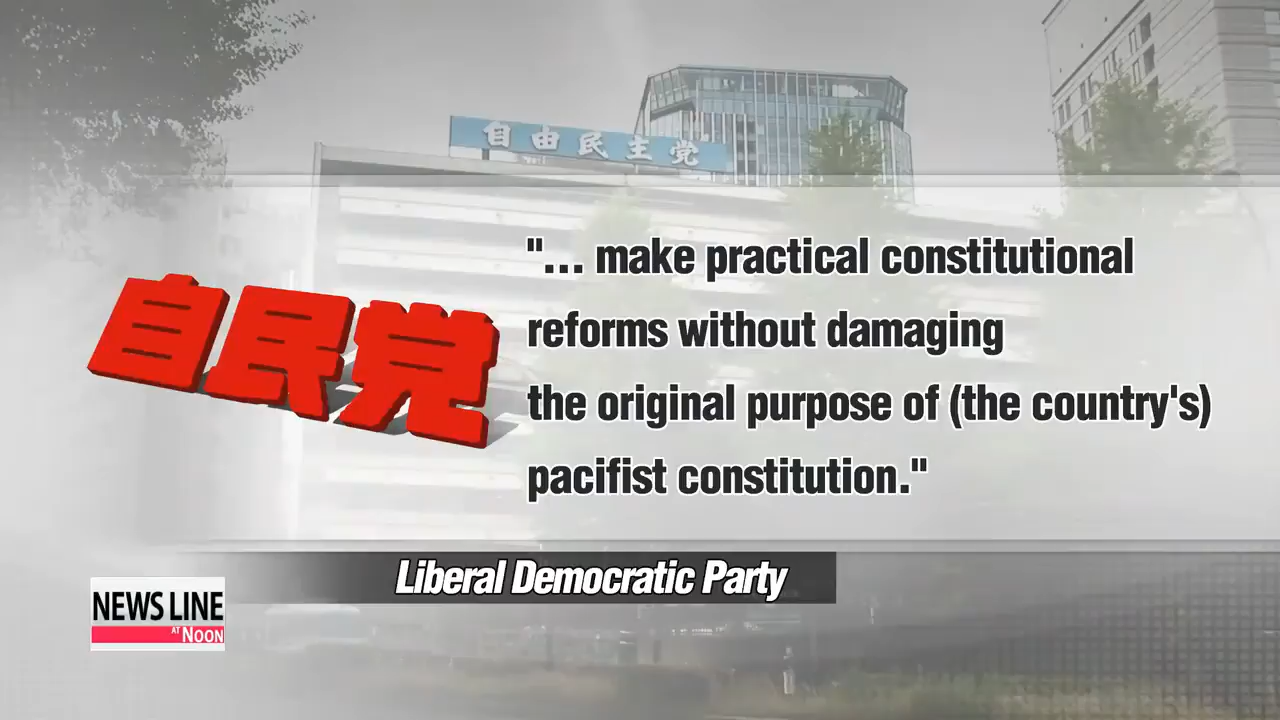 自由民主党
自民党
"... make practical constitutional
reforms without damaging
the original purpose of (the country's)
pacifist constitution."
Liberal Democratic Party
NEWS LINE
AT NOON